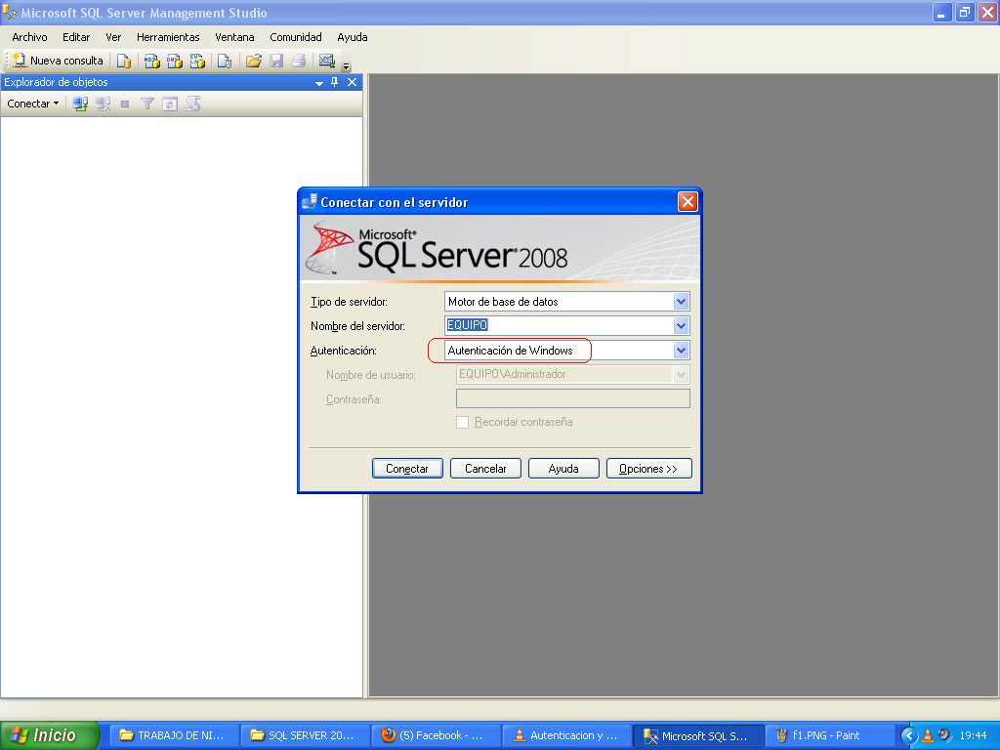 Microsoft SQL Server Management Studio
Archivo Editar Ver Herramientas Ventana Comunidad Ayuda
Nueva consulta
Explorador de objetos
Conectar
Conectar con el servidor
Microsoft®
SQL Server® 2008
Tipo de servidor: Motor de base de datos
Nombre del servidor: EQUIPO
Autenticación: Autenticación de Windows
Nombre de usuario: EQUIPO\Administrador
Contraseña:
Recordar contraseña
Conectar Cancelar Ayuda Opciones >>
Inicio TRABAJO DE NI... SQL SERVER 20... (5) Facebook - ... Autenticacion y ... Microsoft SQL S... f1.PNG - Paint 19:44